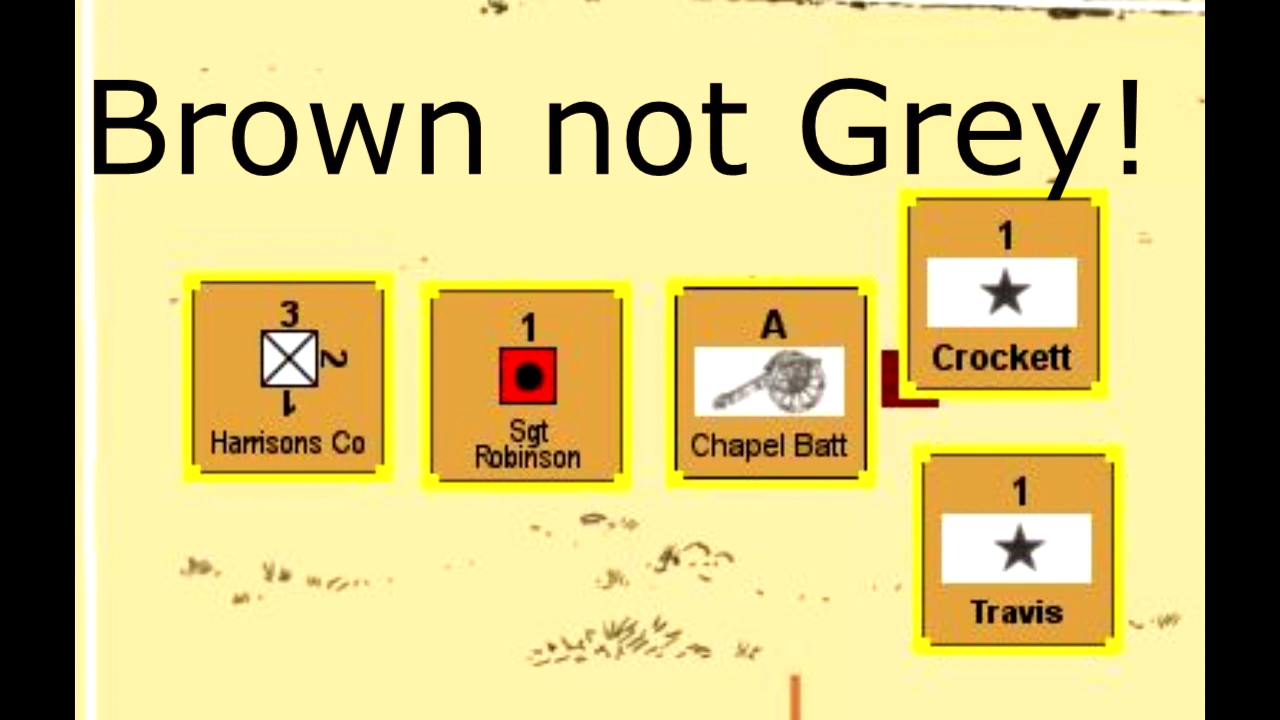 Brown not Grey!
3
2
1
Harrisons Co
1
Sgt
Robinson
A
Chapel Batt
1
Crockett
1
Travis